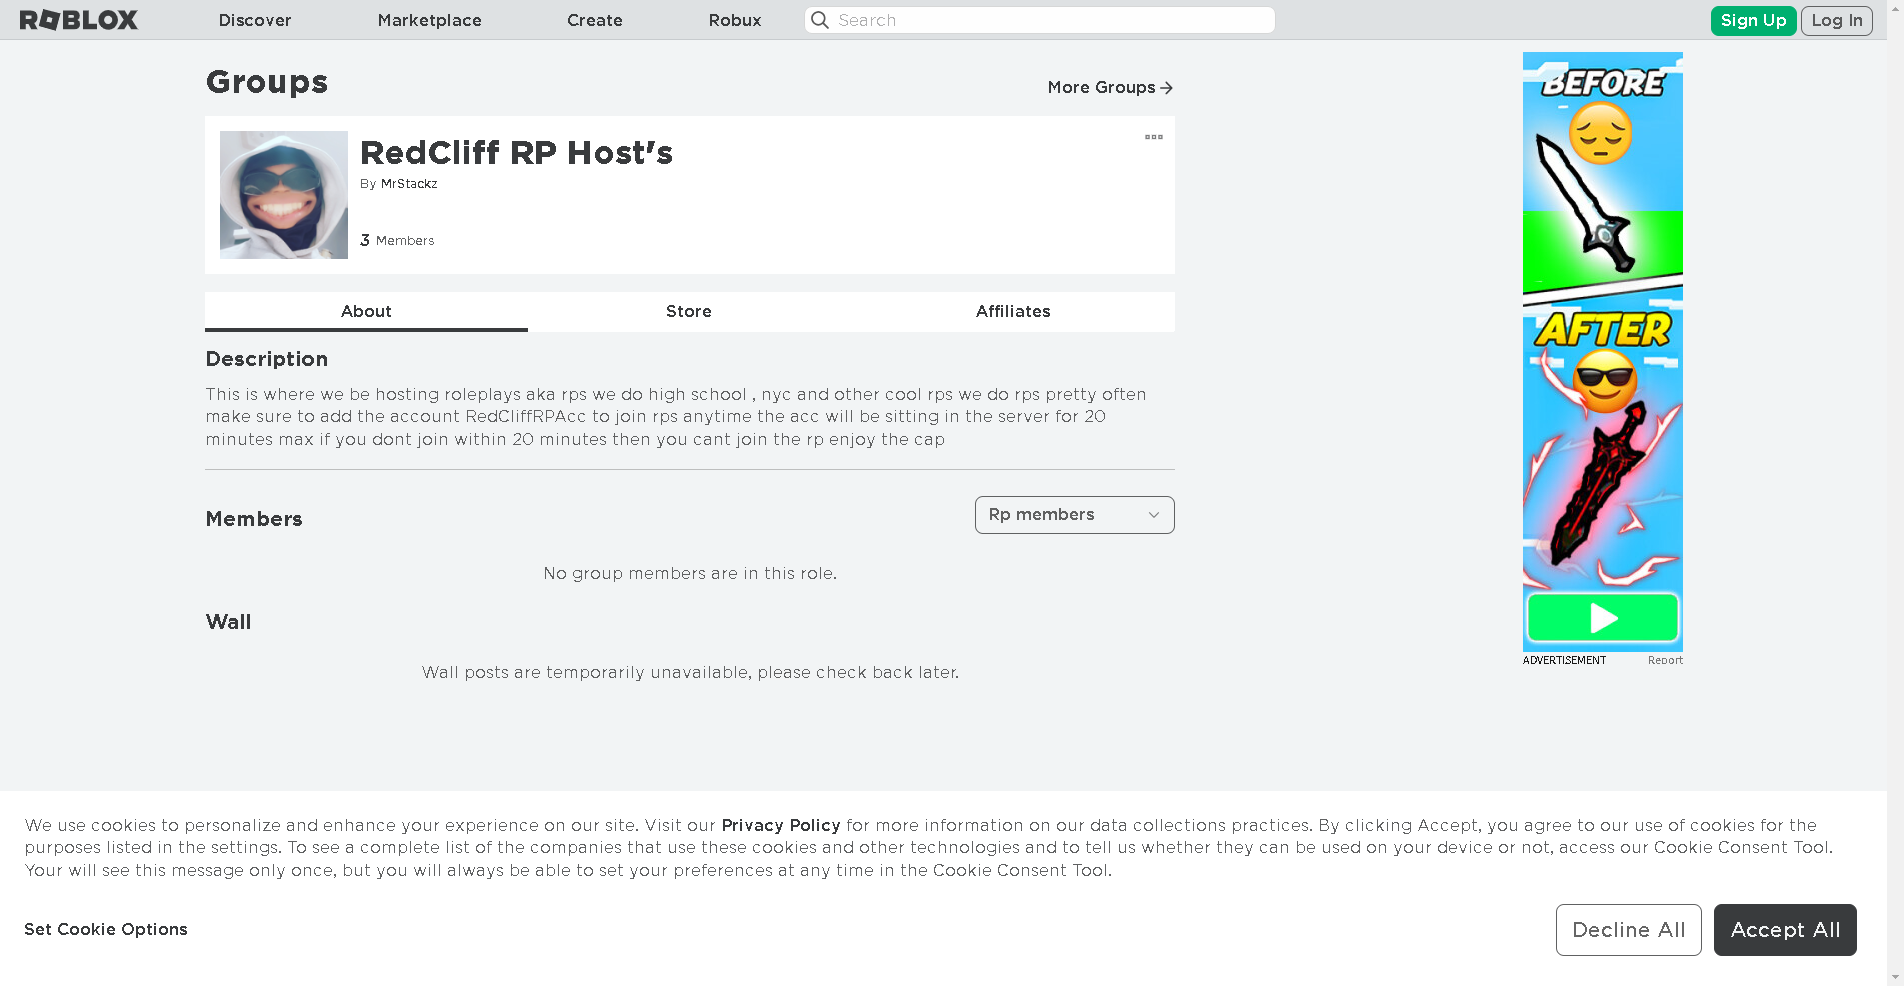 ROBLOX Discover Marketplace Create Robux Search Sign Up Log In
Groups
More Groups
RedCliff RP Host's
By MrStackz
3 Members
About Store Affiliates
Description
This is where we be hosting roleplays aka rps we do high school , nyc and other cool rps we do rps pretty often
make sure to add the account RedCliffRPAcc to join rps anytime the acc will be sitting in the server for 20
minutes max if you dont join within 20 minutes then you cant join the rp enjoy the cap
Members
Rp members
No group members are in this role.
Wall
Wall posts are temporarily unavailable, please check back later.
BEFORE
AFTER
ADVERTISEMENT Report
We use cookies to personalize and enhance your experience on our site. Visit our Privacy Policy for more information on our data collections practices. By clicking Accept, you agree to our use of cookies for the
purposes listed in the settings. To see a complete list of the companies that use these cookies and other technologies and to tell us whether they can be used on your device or not, access our Cookie Consent Tool.
Your will see this message only once, but you will always be able to set your preferences at any time in the Cookie Consent Tool.
Set Cookie Options
Decline All
Accept All